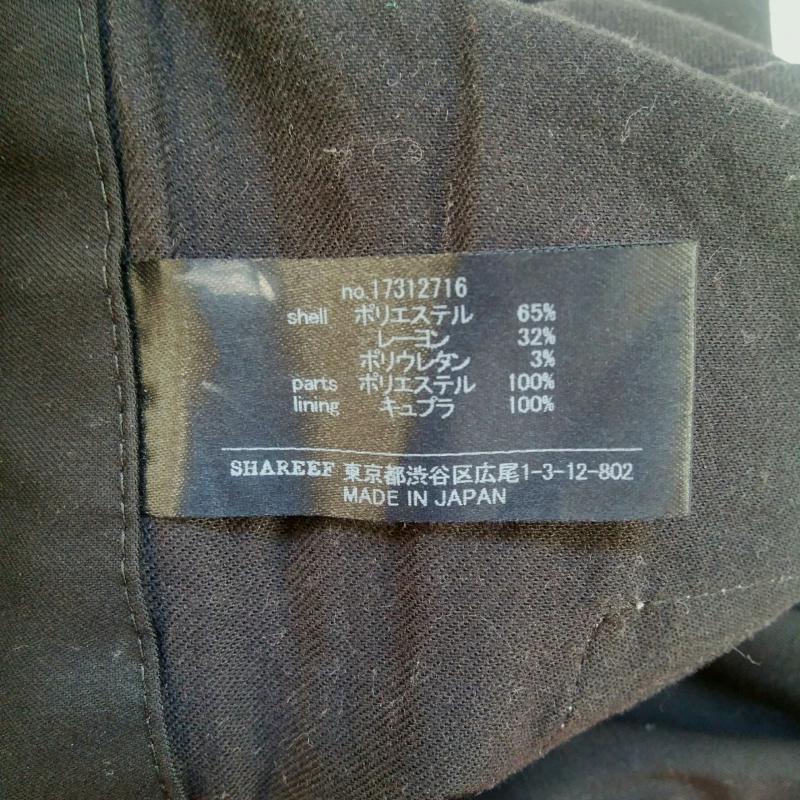 no.17312716
shell ポリエステル 65%
レーヨン 32%
ポリウレタン 3%
parts ポリエステル 100%
lining キュプラ 100%
SHAREEF 東京都渋谷区広尾1-3-12-802
MADE IN JAPAN